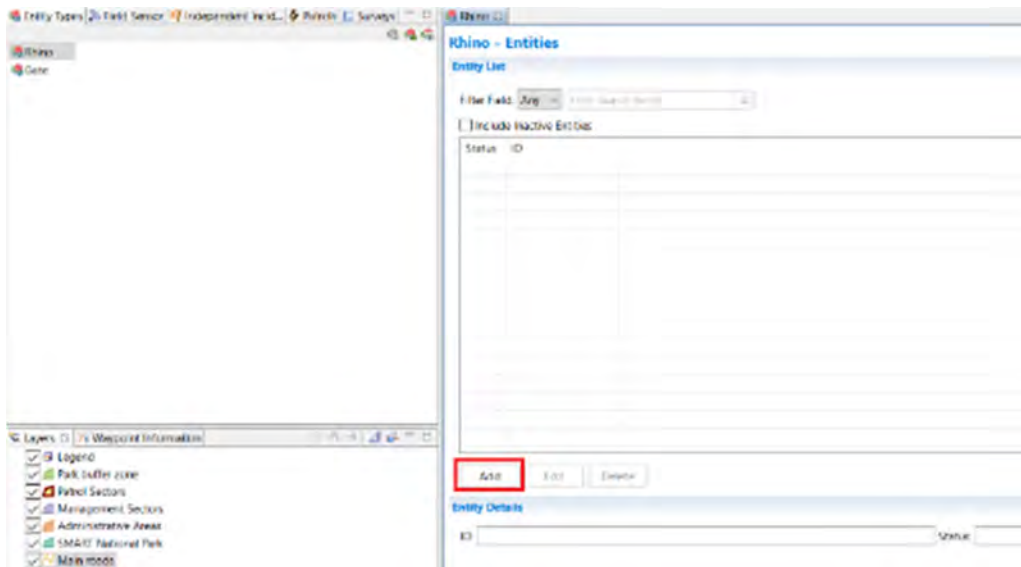 Entity Types Field Sensor Independent Incid... Patrols Surveys
Rhino
Rhino
Rhino - Entities
Entity List
Filter Field: Any
Include Inactive Entities
Status ID
Layers Waypoint Information
Legend
Park buffer zone
Patrol Sectors
Management Sectors
Administrative Areas
SMART National Park
Main roads
Add Edit Delete
Entity Details
ID Status